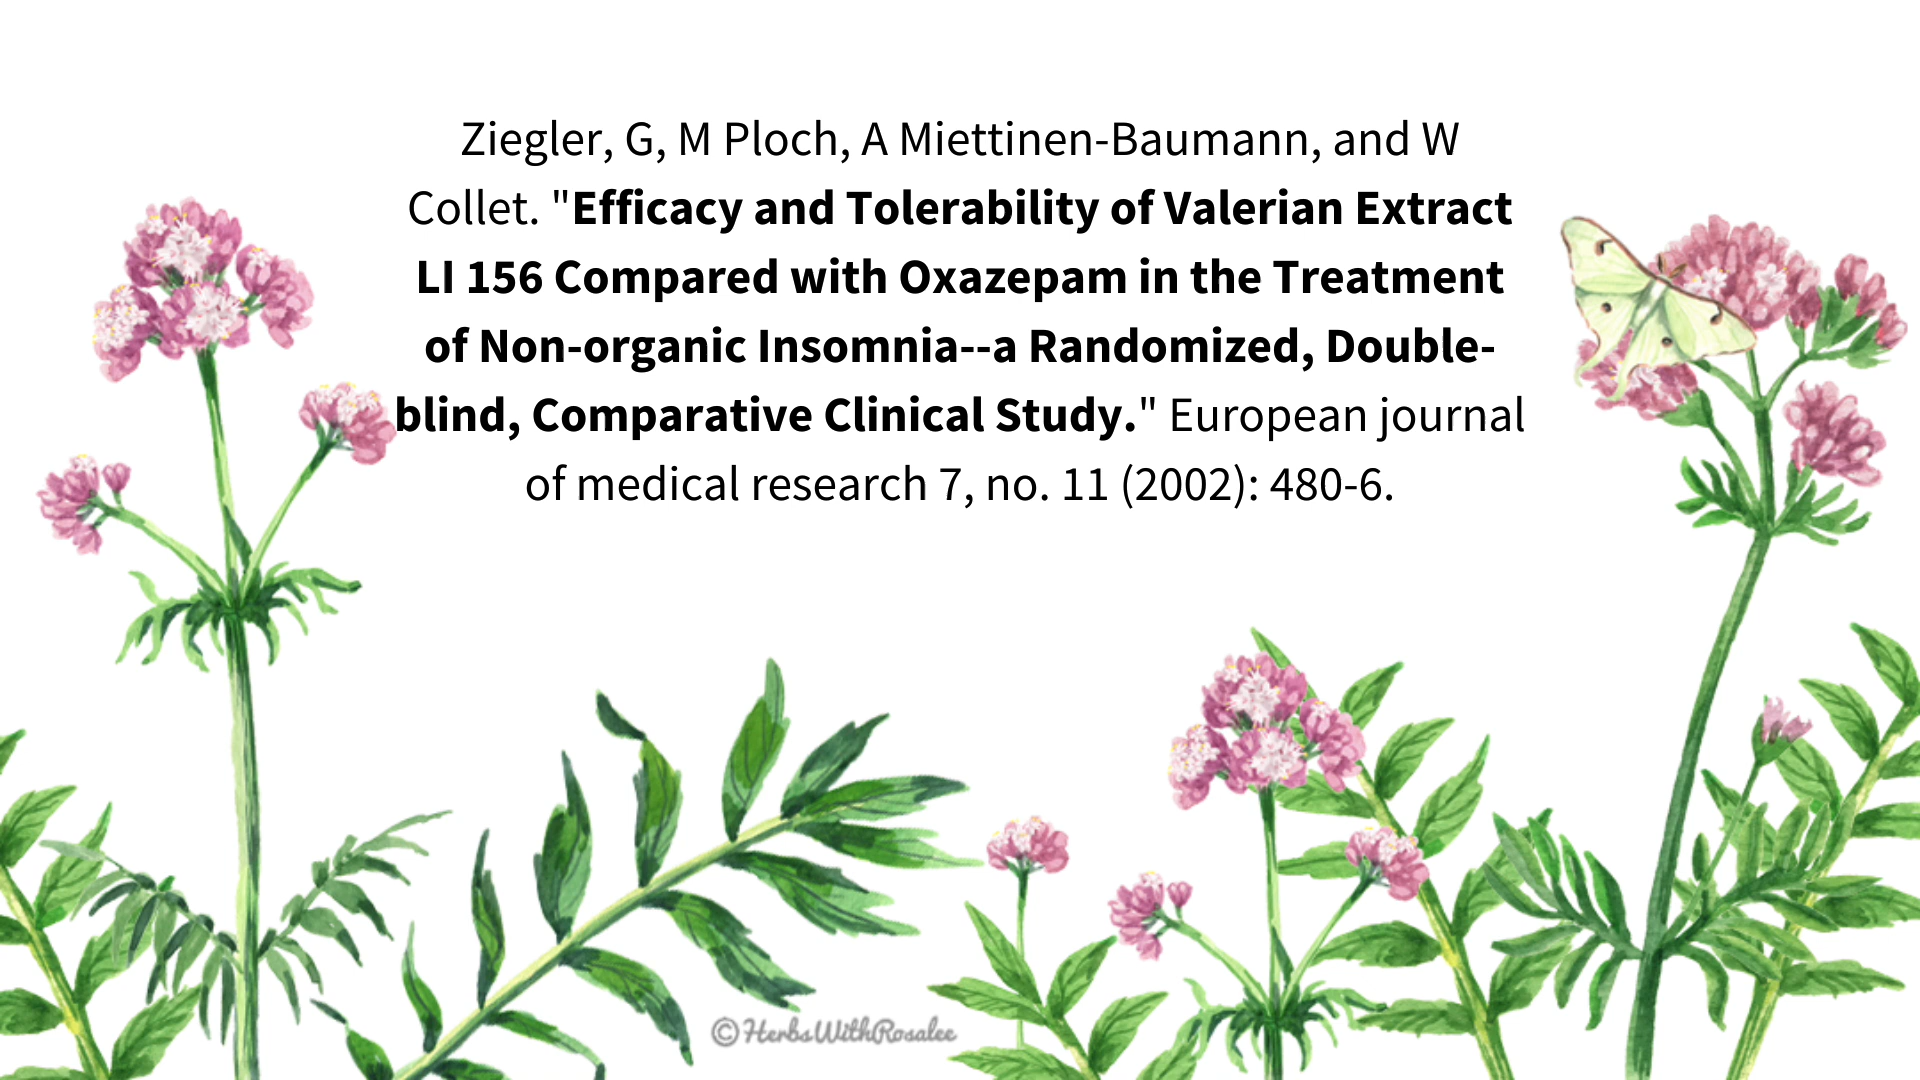 Ziegler, G, M Ploch, A Miettinen-Baumann, and W
Collet. "Efficacy and Tolerability of Valerian Extract
LI 156 Compared with Oxazepam in the Treatment
of Non-organic Insomnia--a Randomized, Double-
blind, Comparative Clinical Study." European journal
of medical research 7, no. 11 (2002): 480-6.
©HerbsWithRosalee